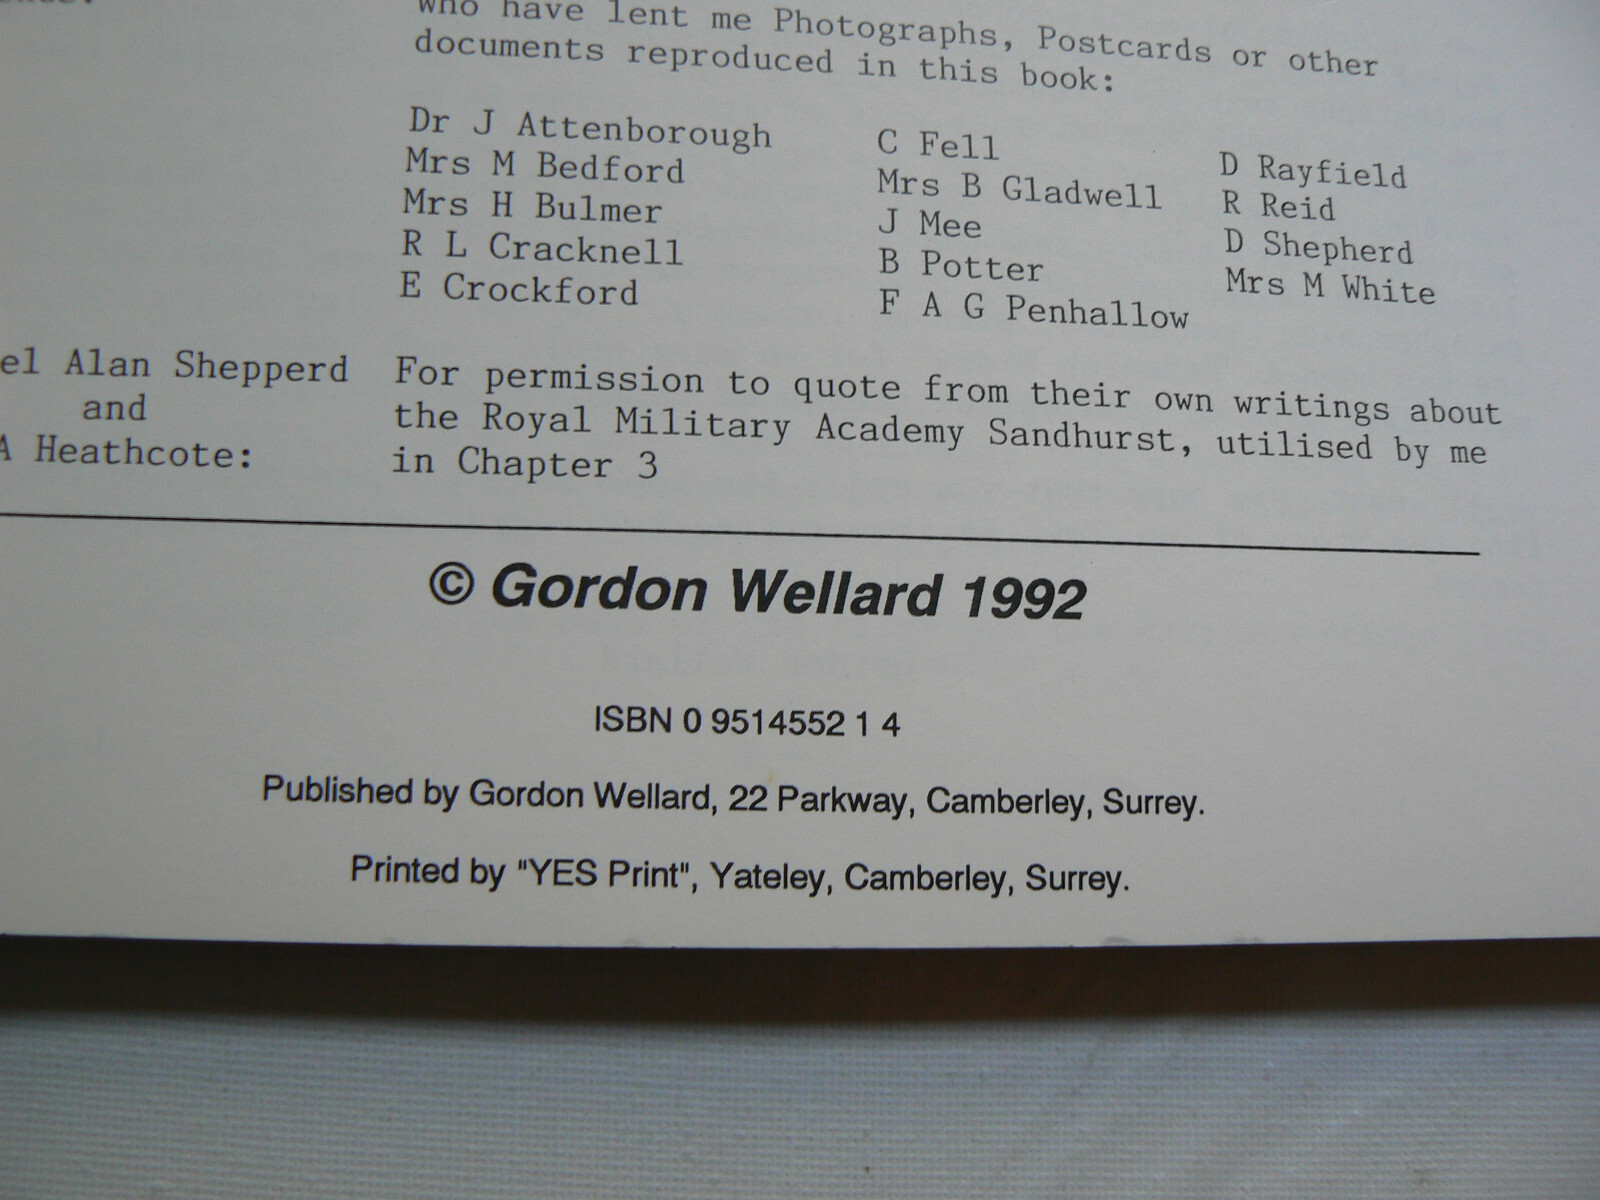 who have lent me Photographs, Postcards or other
documents reproduced in this book:
Dr J Attenborough
Mrs M Bedford
Mrs H Bulmer
R L Cracknell
E Crockford
C Fell
Mrs B Gladwell
J Mee
B Potter
F A G Penhallow
D Rayfield
R Reid
D Shepherd
Mrs M White
el Alan Shepperd
and
A Heathcote:
For permission to quote from their own writings about
the Royal Military Academy Sandhurst, utilised by me
in Chapter 3
© Gordon Wellard 1992
ISBN 0 9514552 1 4
Published by Gordon Wellard, 22 Parkway, Camberley, Surrey.
Printed by "YES Print", Yateley, Camberley, Surrey.